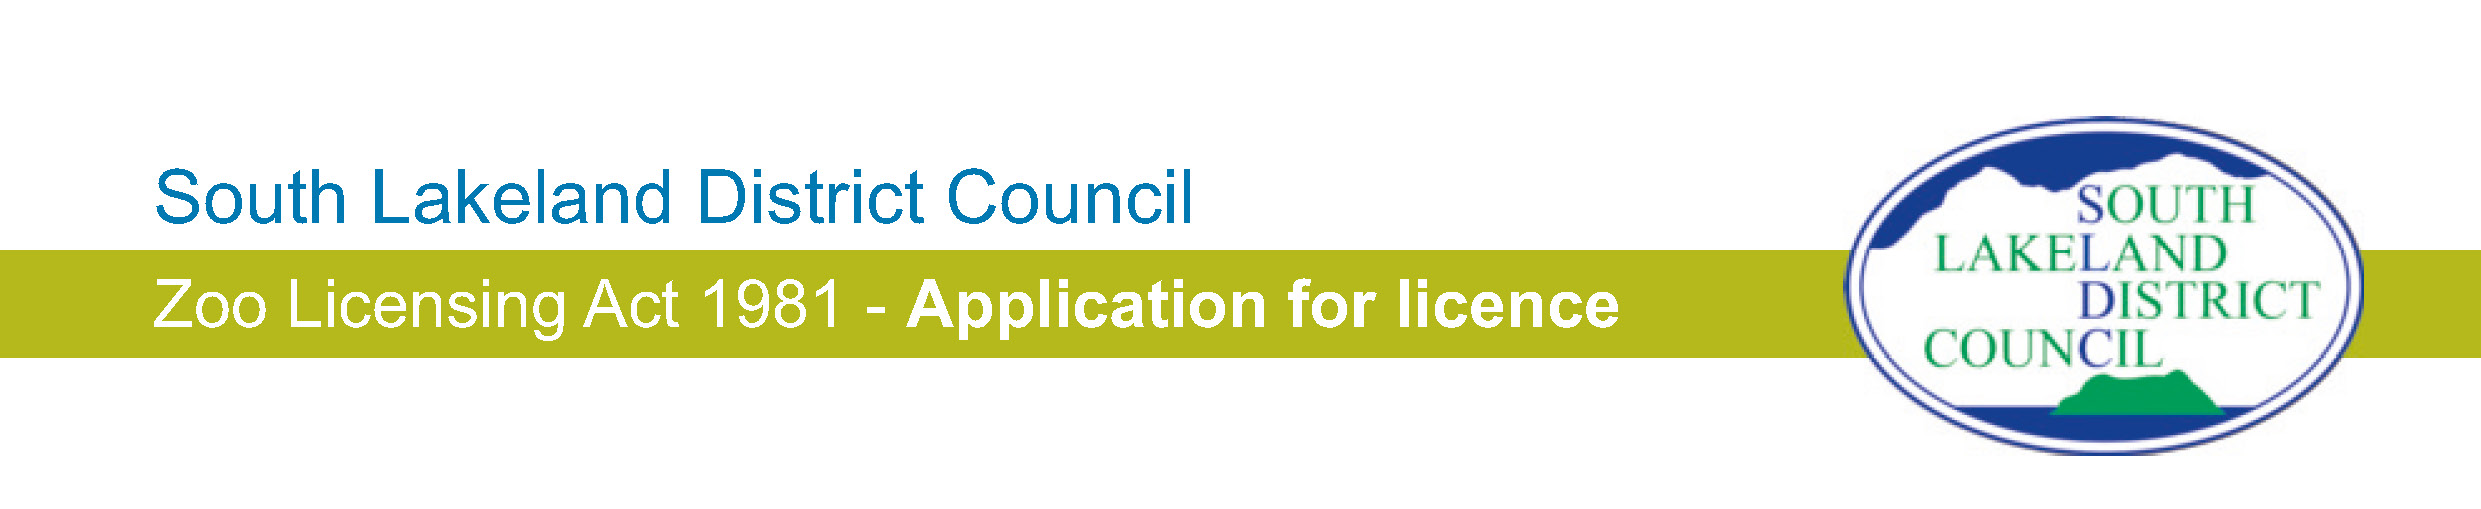 South Lakeland District Council
Zoo Licensing Act 1981 - Application for licence
SOUTH
LAKELAND
DISTRICT
COUNCIL